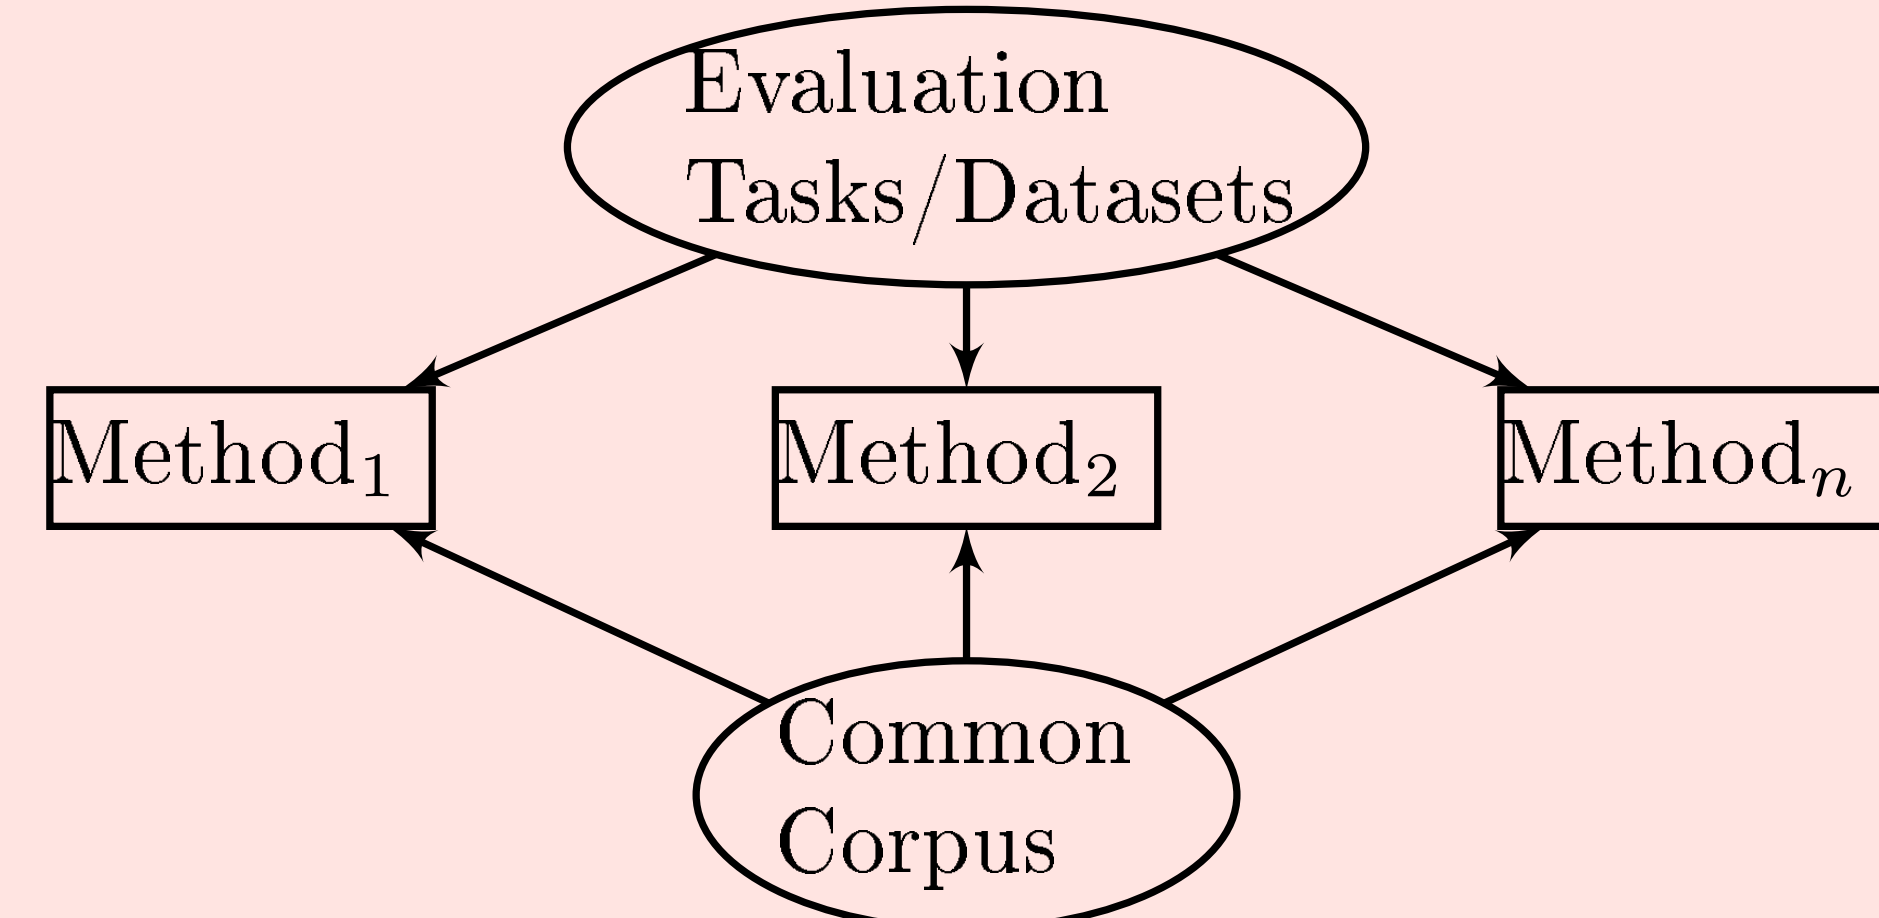 Evaluation
Tasks/Datasets
Method₁
Method₂
Methodₙ
Common
Corpus